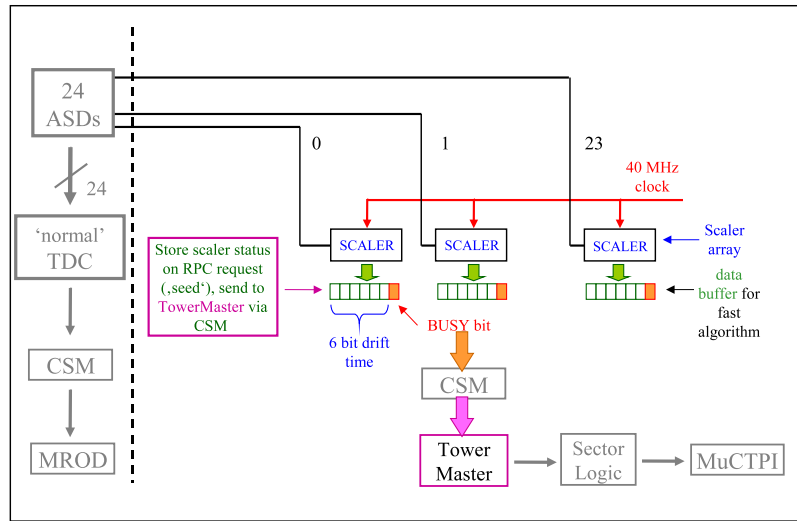 24
ASDs
24
'normal'
TDC
CSM
MROD
0
1
23
40 MHz
clock
SCALER
SCALER
SCALER
Scaler
array
Store scaler status
on RPC request
(‚seed‘), send to
TowerMaster via
CSM
data
buffer for
fast
algorithm
BUSY bit
6 bit drift
time
CSM
Tower
Master
Sector
Logic
MuCTPI